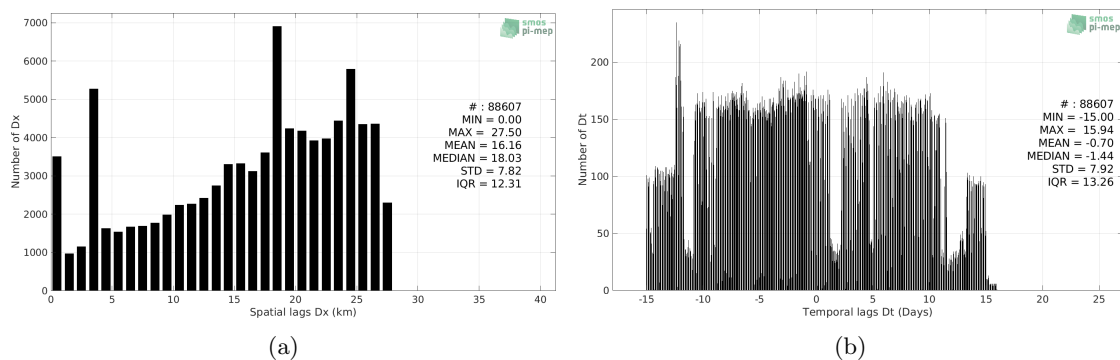 7000
6000
5000
4000
3000
2000
1000
0
Number of Dx
0 5 10 15 20 25 30 35 40
Spatial lags Dx (km)
smos
pi-mep
# : 88607
MIN = 0.00
MAX = 27.50
MEAN = 16.16
MEDIAN = 18.03
STD = 7.82
IQR = 12.31
(a)
200
150
100
50
0
Number of Dt
-15 -10 -5 0 5 10 15 20 25
Temporal lags Dt (Days)
smos
pi-mep
# : 88607
MIN = -15.00
MAX = 15.94
MEAN = -0.70
MEDIAN = -1.44
STD = 7.92
IQR = 13.26
(b)